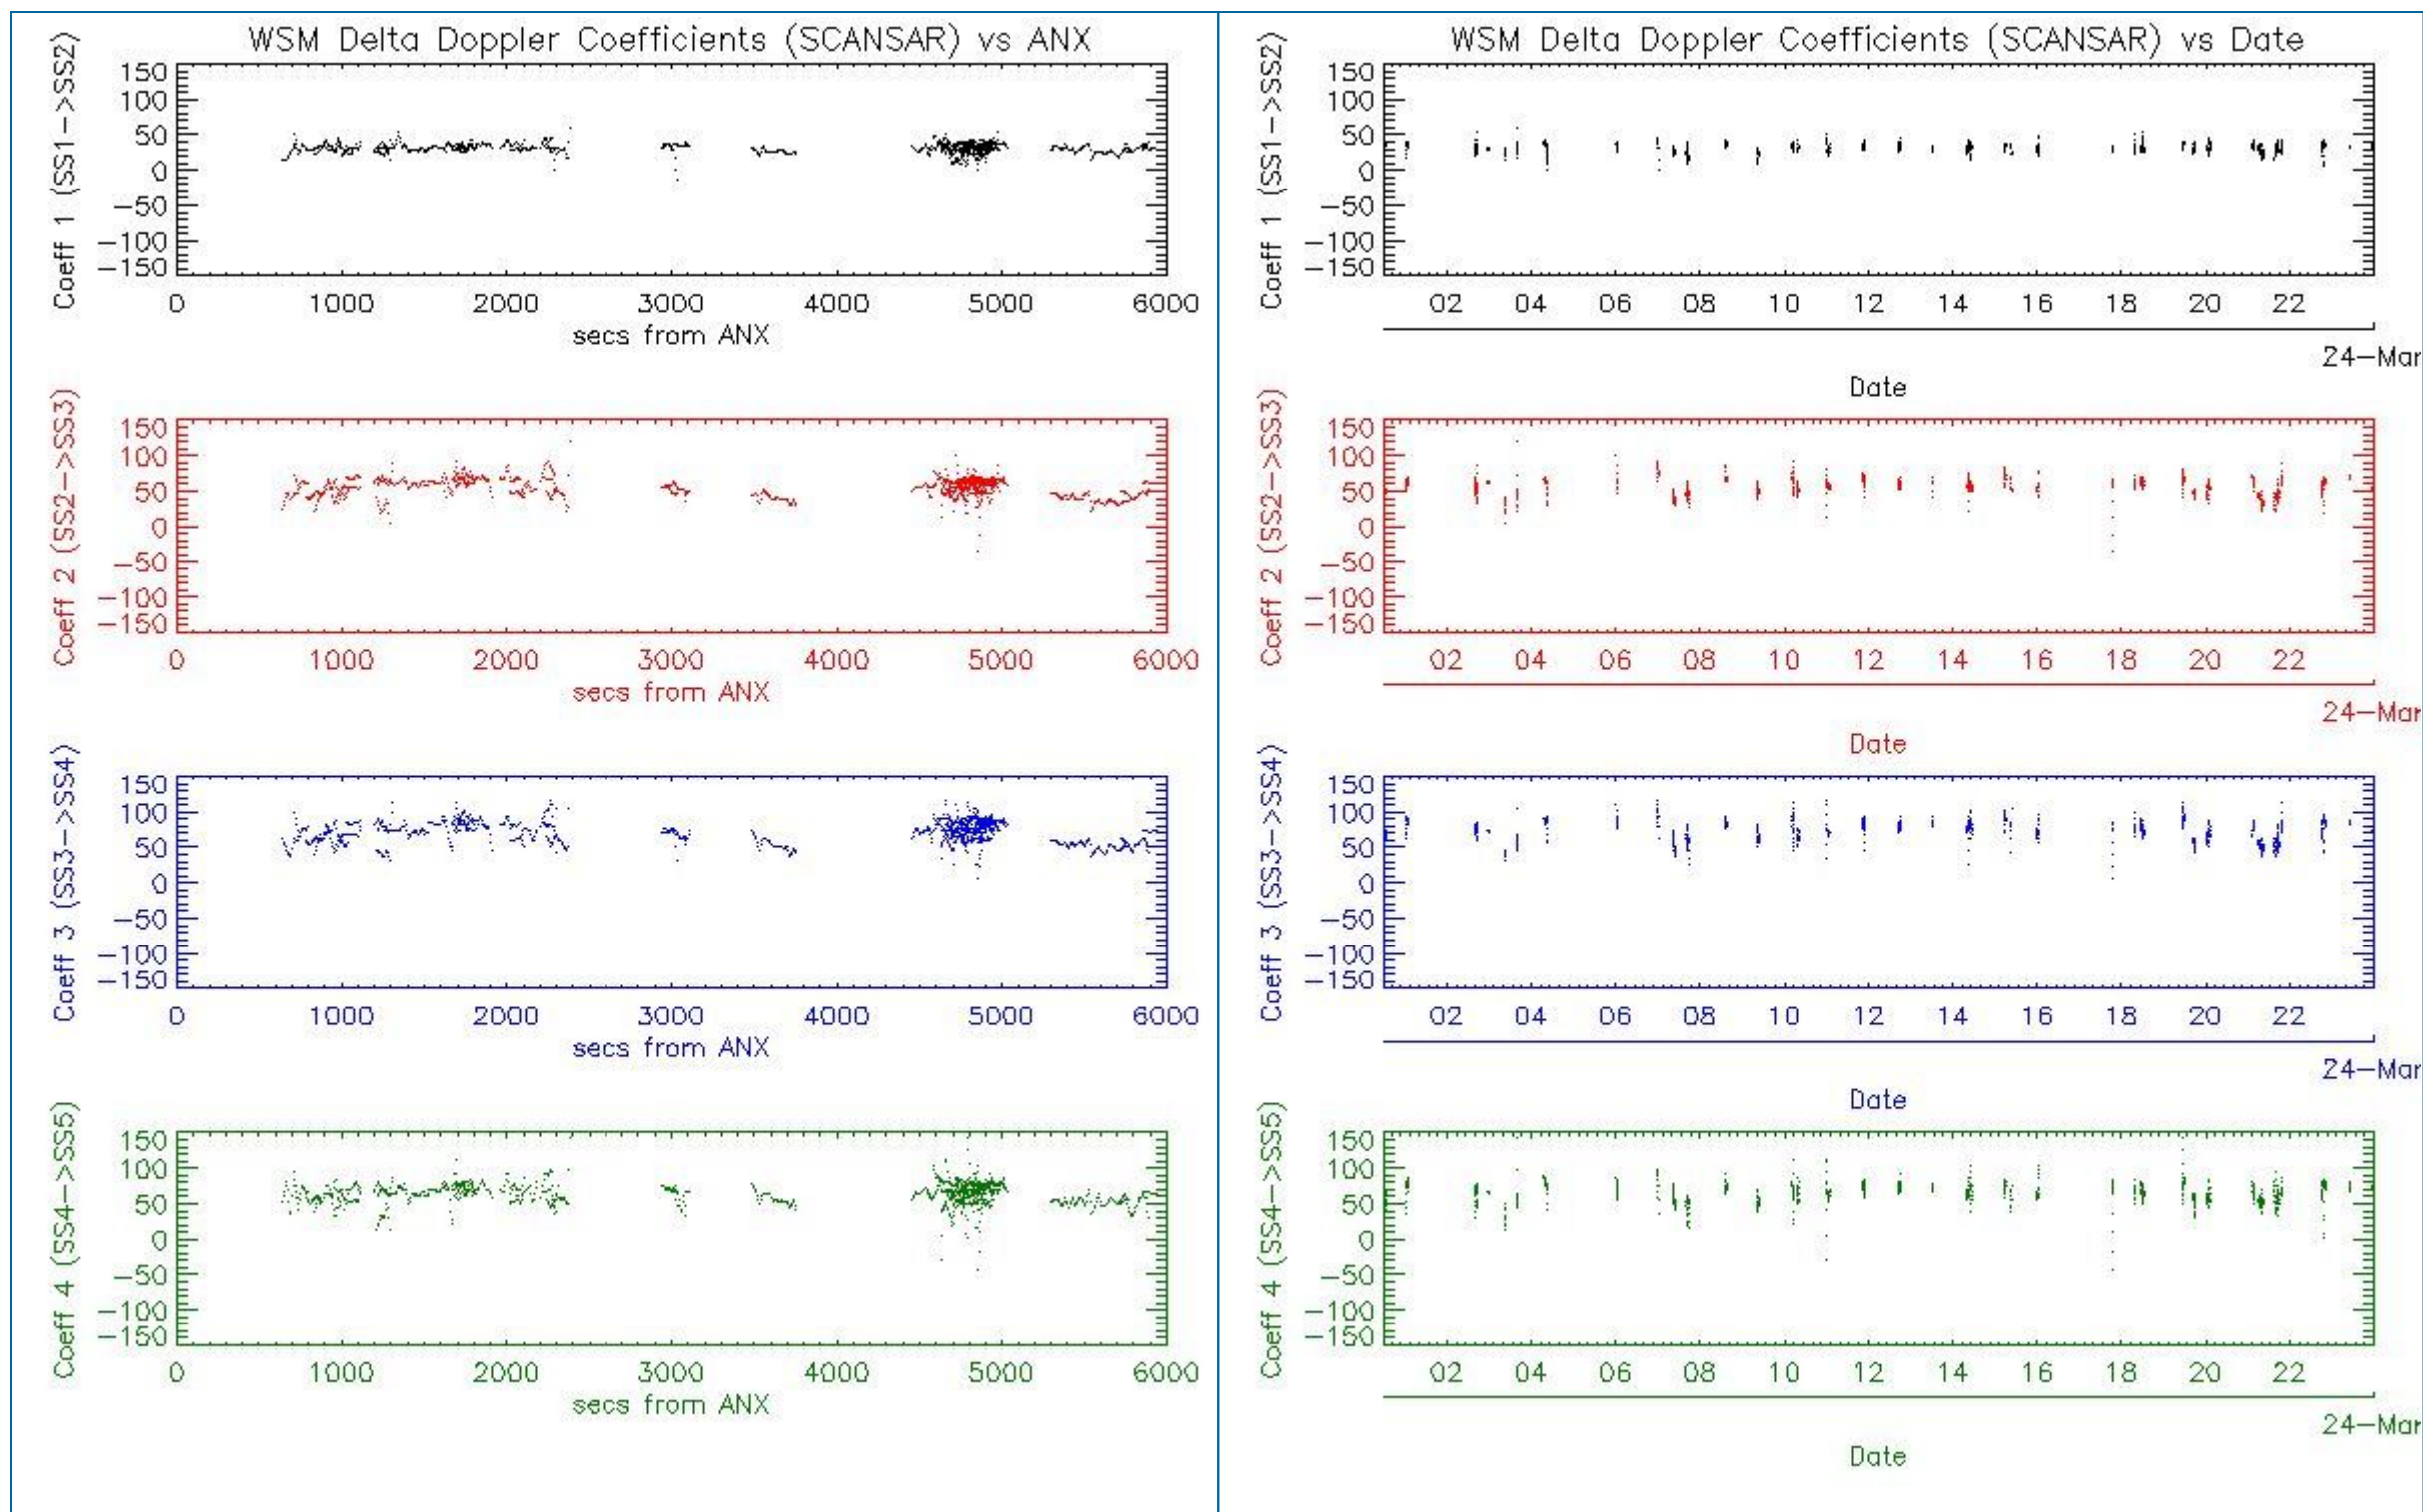 WSM Delta Doppler Coefficients (SCANSAR) vs ANX
Coeff 1 (SS1->SS2)
150
100
50
0
-50
-100
-150
0 1000 2000 3000 4000 5000 6000
secs from ANX
Coeff 2 (SS2->SS3)
150
100
50
0
-50
-100
-150
0 1000 2000 3000 4000 5000 6000
secs from ANX
Coeff 3 (SS3->SS4)
150
100
50
0
-50
-100
-150
0 1000 2000 3000 4000 5000 6000
secs from ANX
Coeff 4 (SS4->SS5)
150
100
50
0
-50
-100
-150
0 1000 2000 3000 4000 5000 6000
secs from ANX
WSM Delta Doppler Coefficients (SCANSAR) vs Date
Coeff 1 (SS1->SS2)
150
100
50
0
-50
-100
-150
02 04 06 08 10 12 14 16 18 20 22
24-Mar
Date
Coeff 2 (SS2->SS3)
150
100
50
0
-50
-100
-150
02 04 06 08 10 12 14 16 18 20 22
24-Mar
Date
Coeff 3 (SS3->SS4)
150
100
50
0
-50
-100
-150
02 04 06 08 10 12 14 16 18 20 22
24-Mar
Date
Coeff 4 (SS4->SS5)
150
100
50
0
-50
-100
-150
02 04 06 08 10 12 14 16 18 20 22
24-Mar
Date